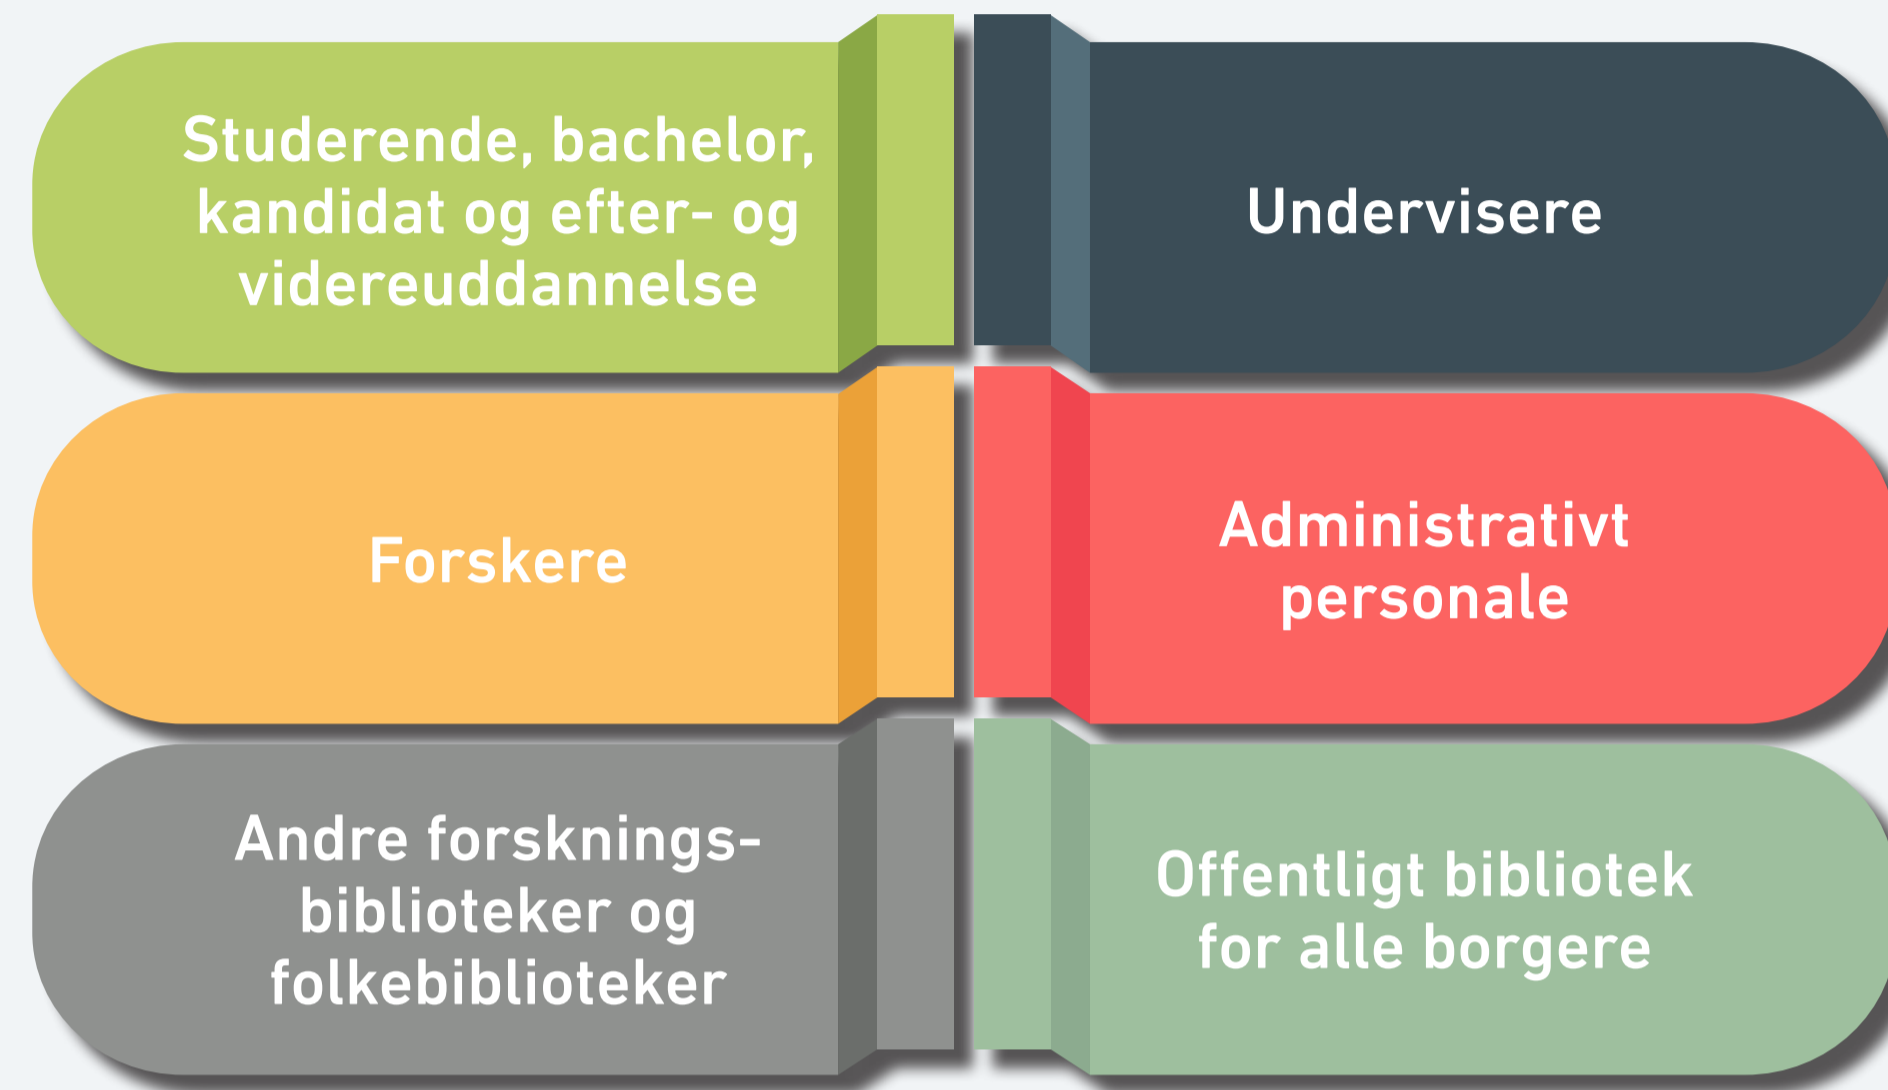 Studerende, bachelor,
kandidat og efter- og
videreuddannelse
Undervisere
Forskere
Administrativt
personale
Andre forsknings-
biblioteker og
folkebiblioteker
Offentligt bibliotek
for alle borgere